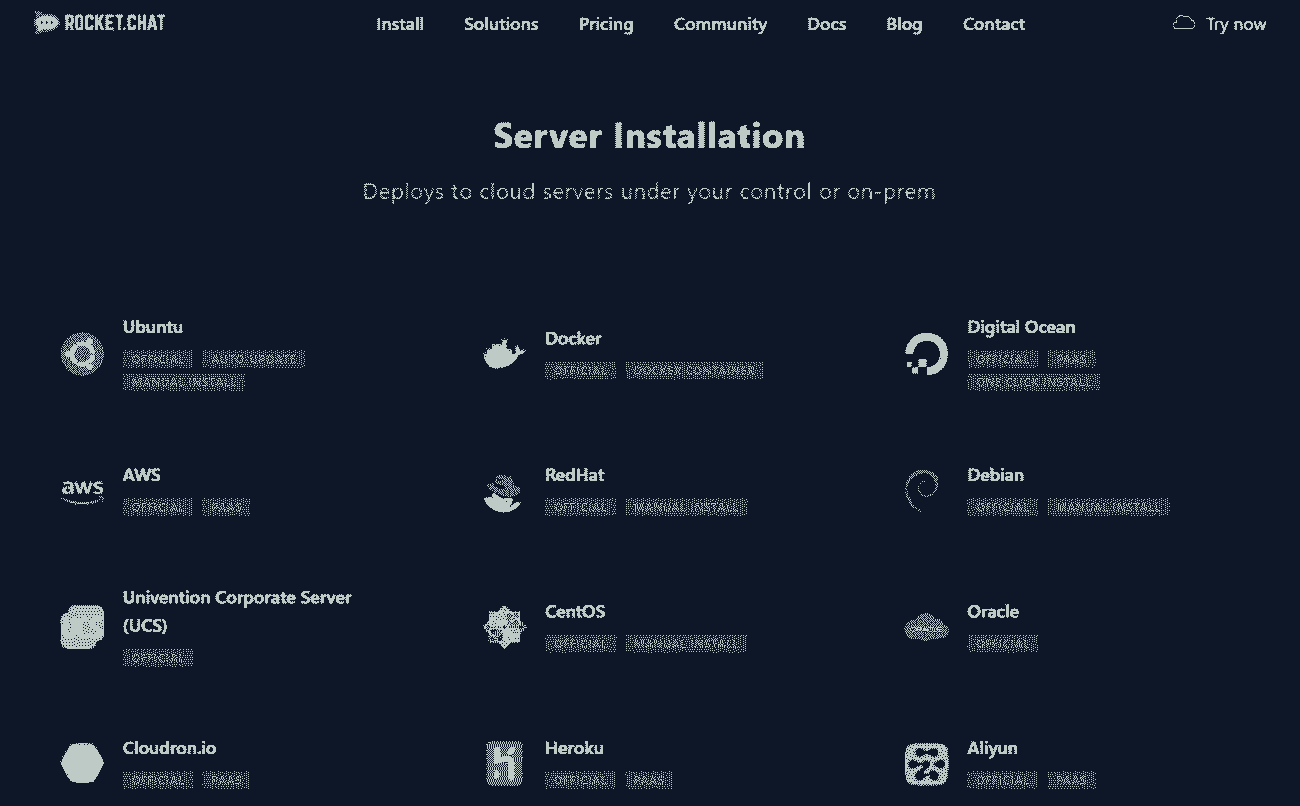 ROCKET.CHAT
Install Solutions Pricing Community Docs Blog Contact Try now
Server Installation
Deploys to cloud servers under your control or on-prem
Ubuntu
OFFICIAL AUTO UPDATE
MANUAL INSTALL
Docker
OFFICIAL DOCKER CONTAINER
Digital Ocean
OFFICIAL PAAS
ONE CLICK INSTALL
aws
AWS
OFFICIAL PAAS
RedHat
OFFICIAL MANUAL INSTALL
Debian
OFFICIAL MANUAL INSTALL
Univention Corporate Server
(UCS)
OFFICIAL
CentOS
OFFICIAL MANUAL INSTALL
Oracle
OFFICIAL
Cloudron.io
OFFICIAL PAAS
Heroku
OFFICIAL PAAS
Aliyun
OFFICIAL PAAS